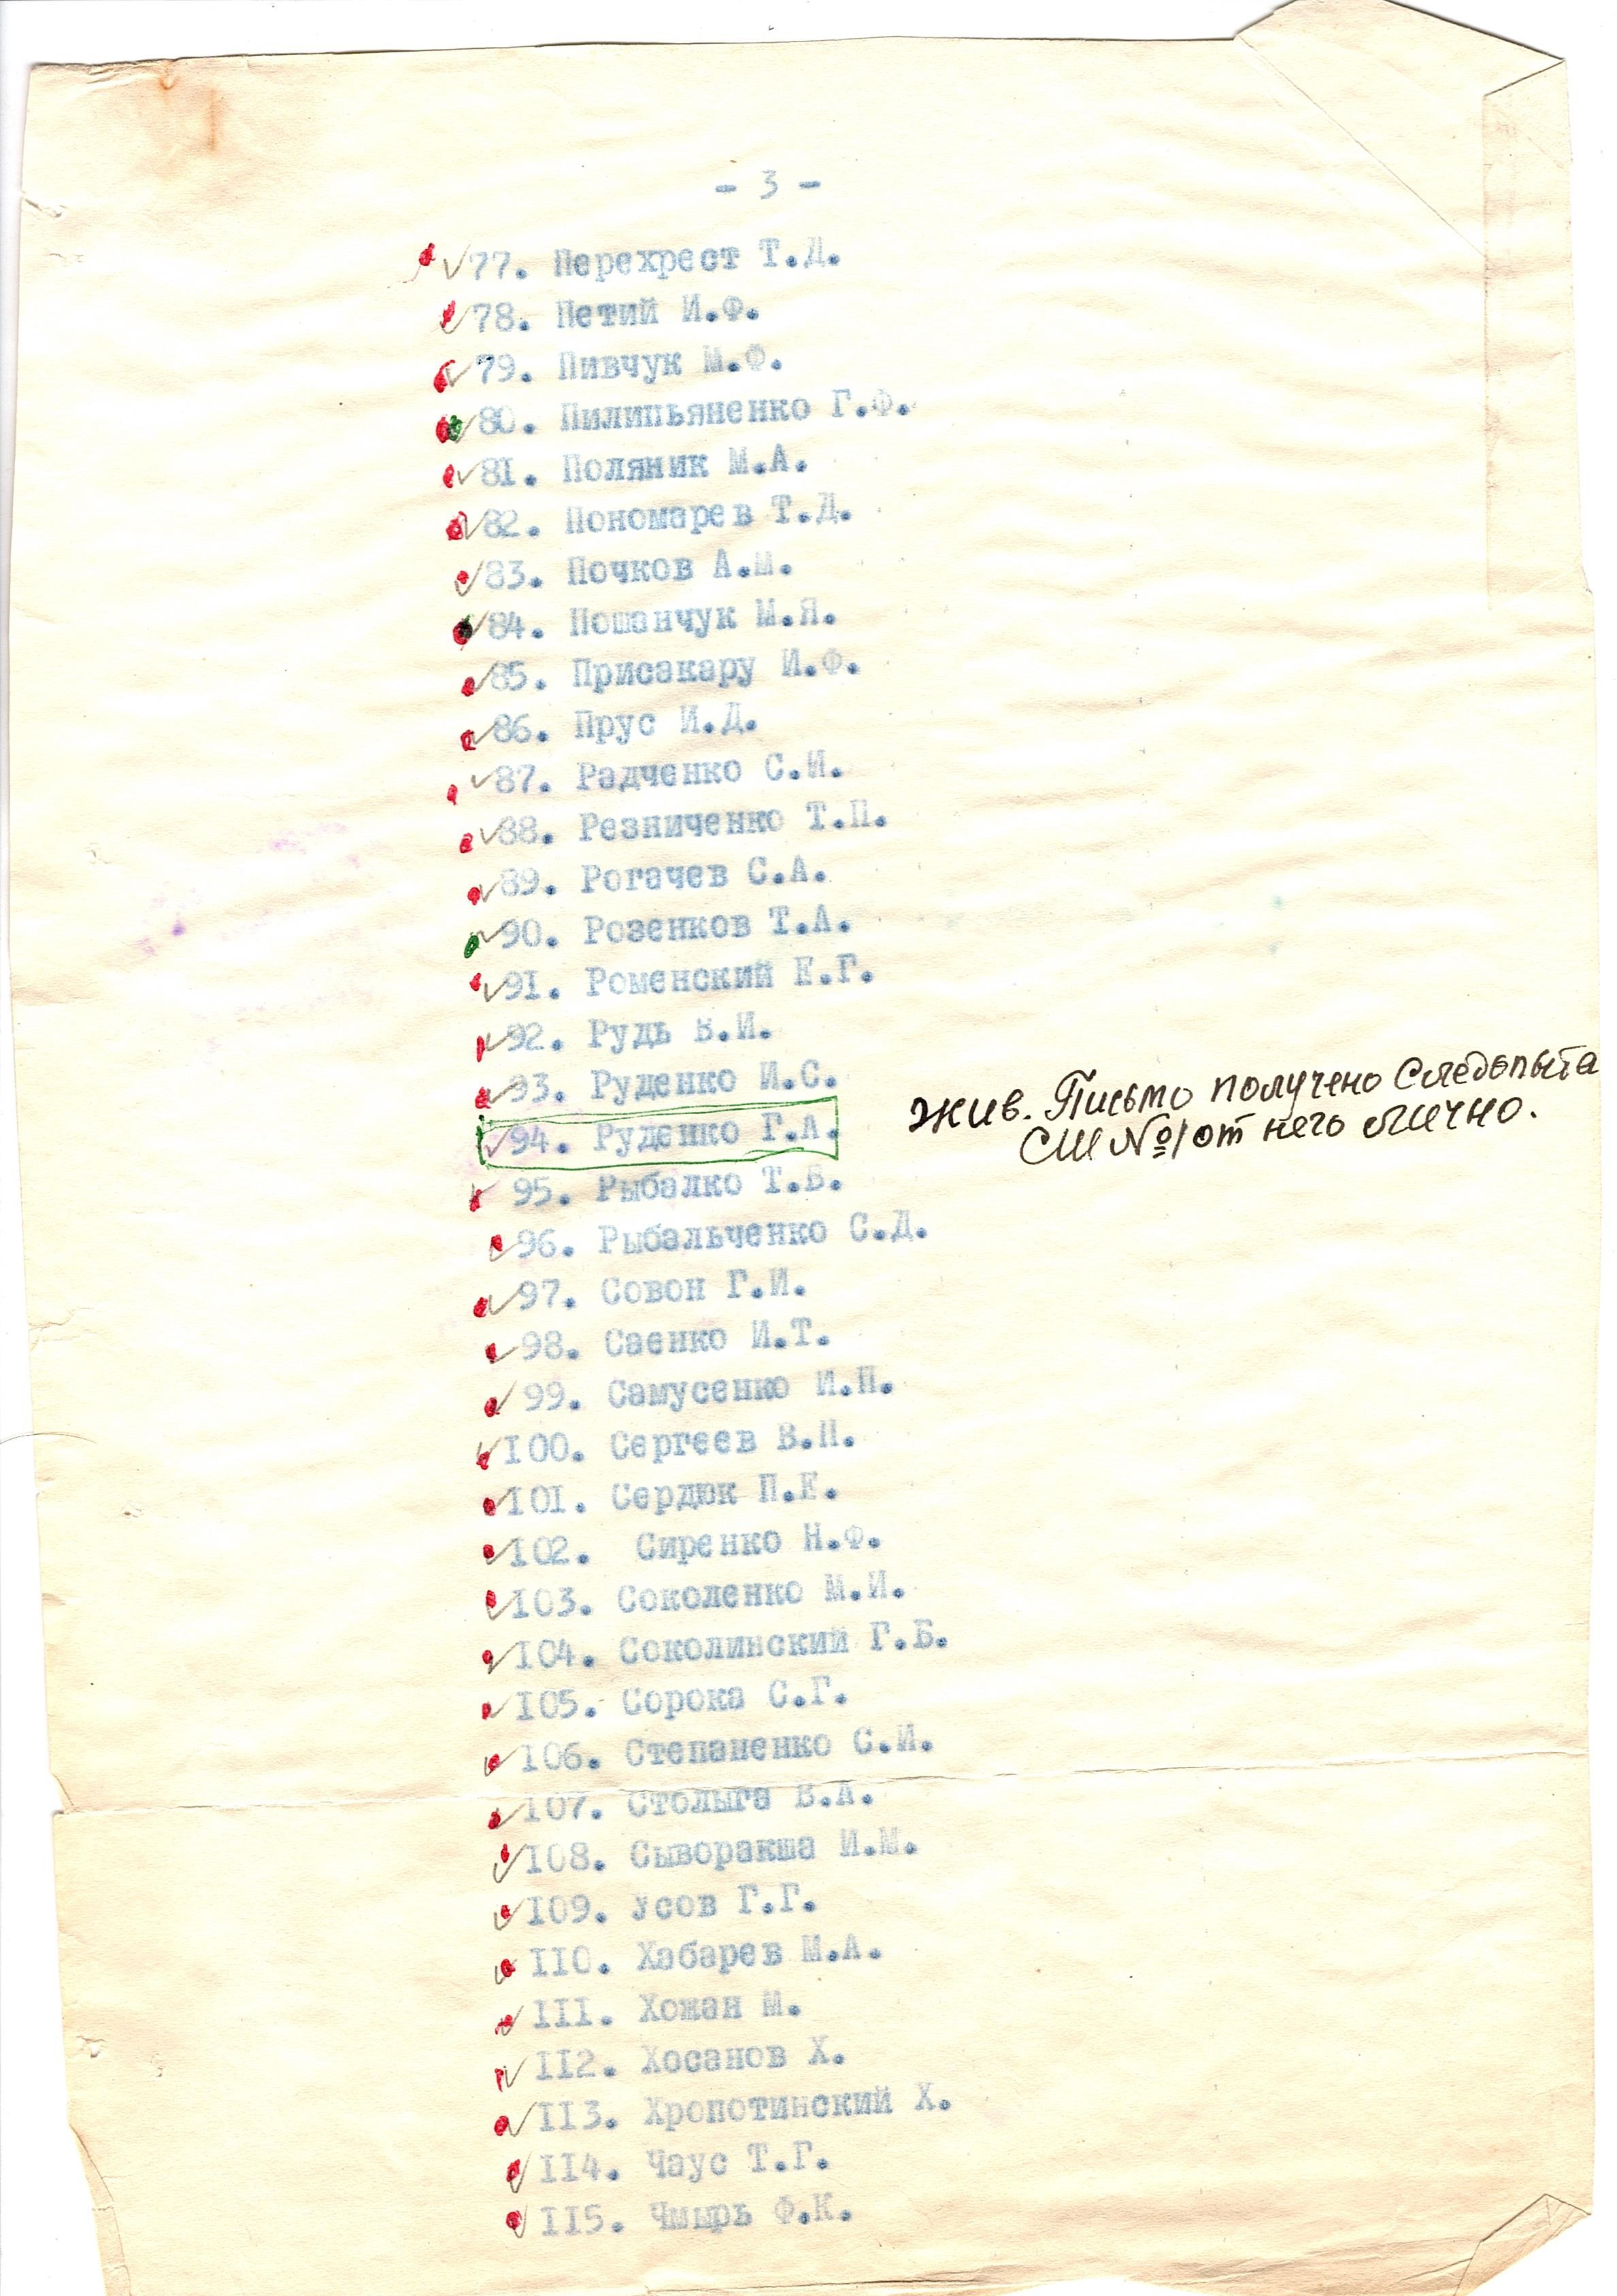 - 3 -
77. Перехрест Т.Д.
78. Петий И.Ф.
79. Пивчук М.Ф.
80. Пилипьяненко Г.Ф.
81. Поляник М.А.
82. Пономарев Т.Д.
83. Почков А.М.
84. Пошанчук М.Я.
85. Присакару И.Ф.
86. Прус И.Д.
87. Радченко С.И.
88. Резниченко Т.П.
89. Рогачев С.А.
90. Розенков Т.А.
91. Роменский Е.Г.
92. Рудь В.И.
93. Руденко И.С.
94. Руденко Г.А.
Жив. Письмо получено Следопыта
СШ №1 от него лично.
95. Рыбалко Т.В.
96. Рыбальченко С.Д.
97. Совон Г.И.
98. Саенко И.Т.
99. Самусенко И.П.
100. Сергеев В.П.
101. Сердюк П.Е.
102. Сиренко Н.Ф.
103. Соколенко М.И.
104. Соколинский Г.Б.
105. Сорока С.Г.
106. Степаненко С.И.
107. Столыга В.А.
108. Сыворакша И.М.
109. Усов Г.Г.
110. Хабарев М.А.
111. Хожан М.
112. Хосанов Х.
113. Хропотинский Х.
114. Чаус Т.Г.
115. Чмырь Ф.К.